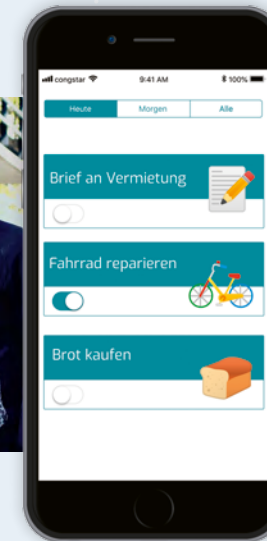 congstar 9:41 AM 100%
Heute Morgen Alle
Brief an Vermietung
Fahrrad reparieren
Brot kaufen